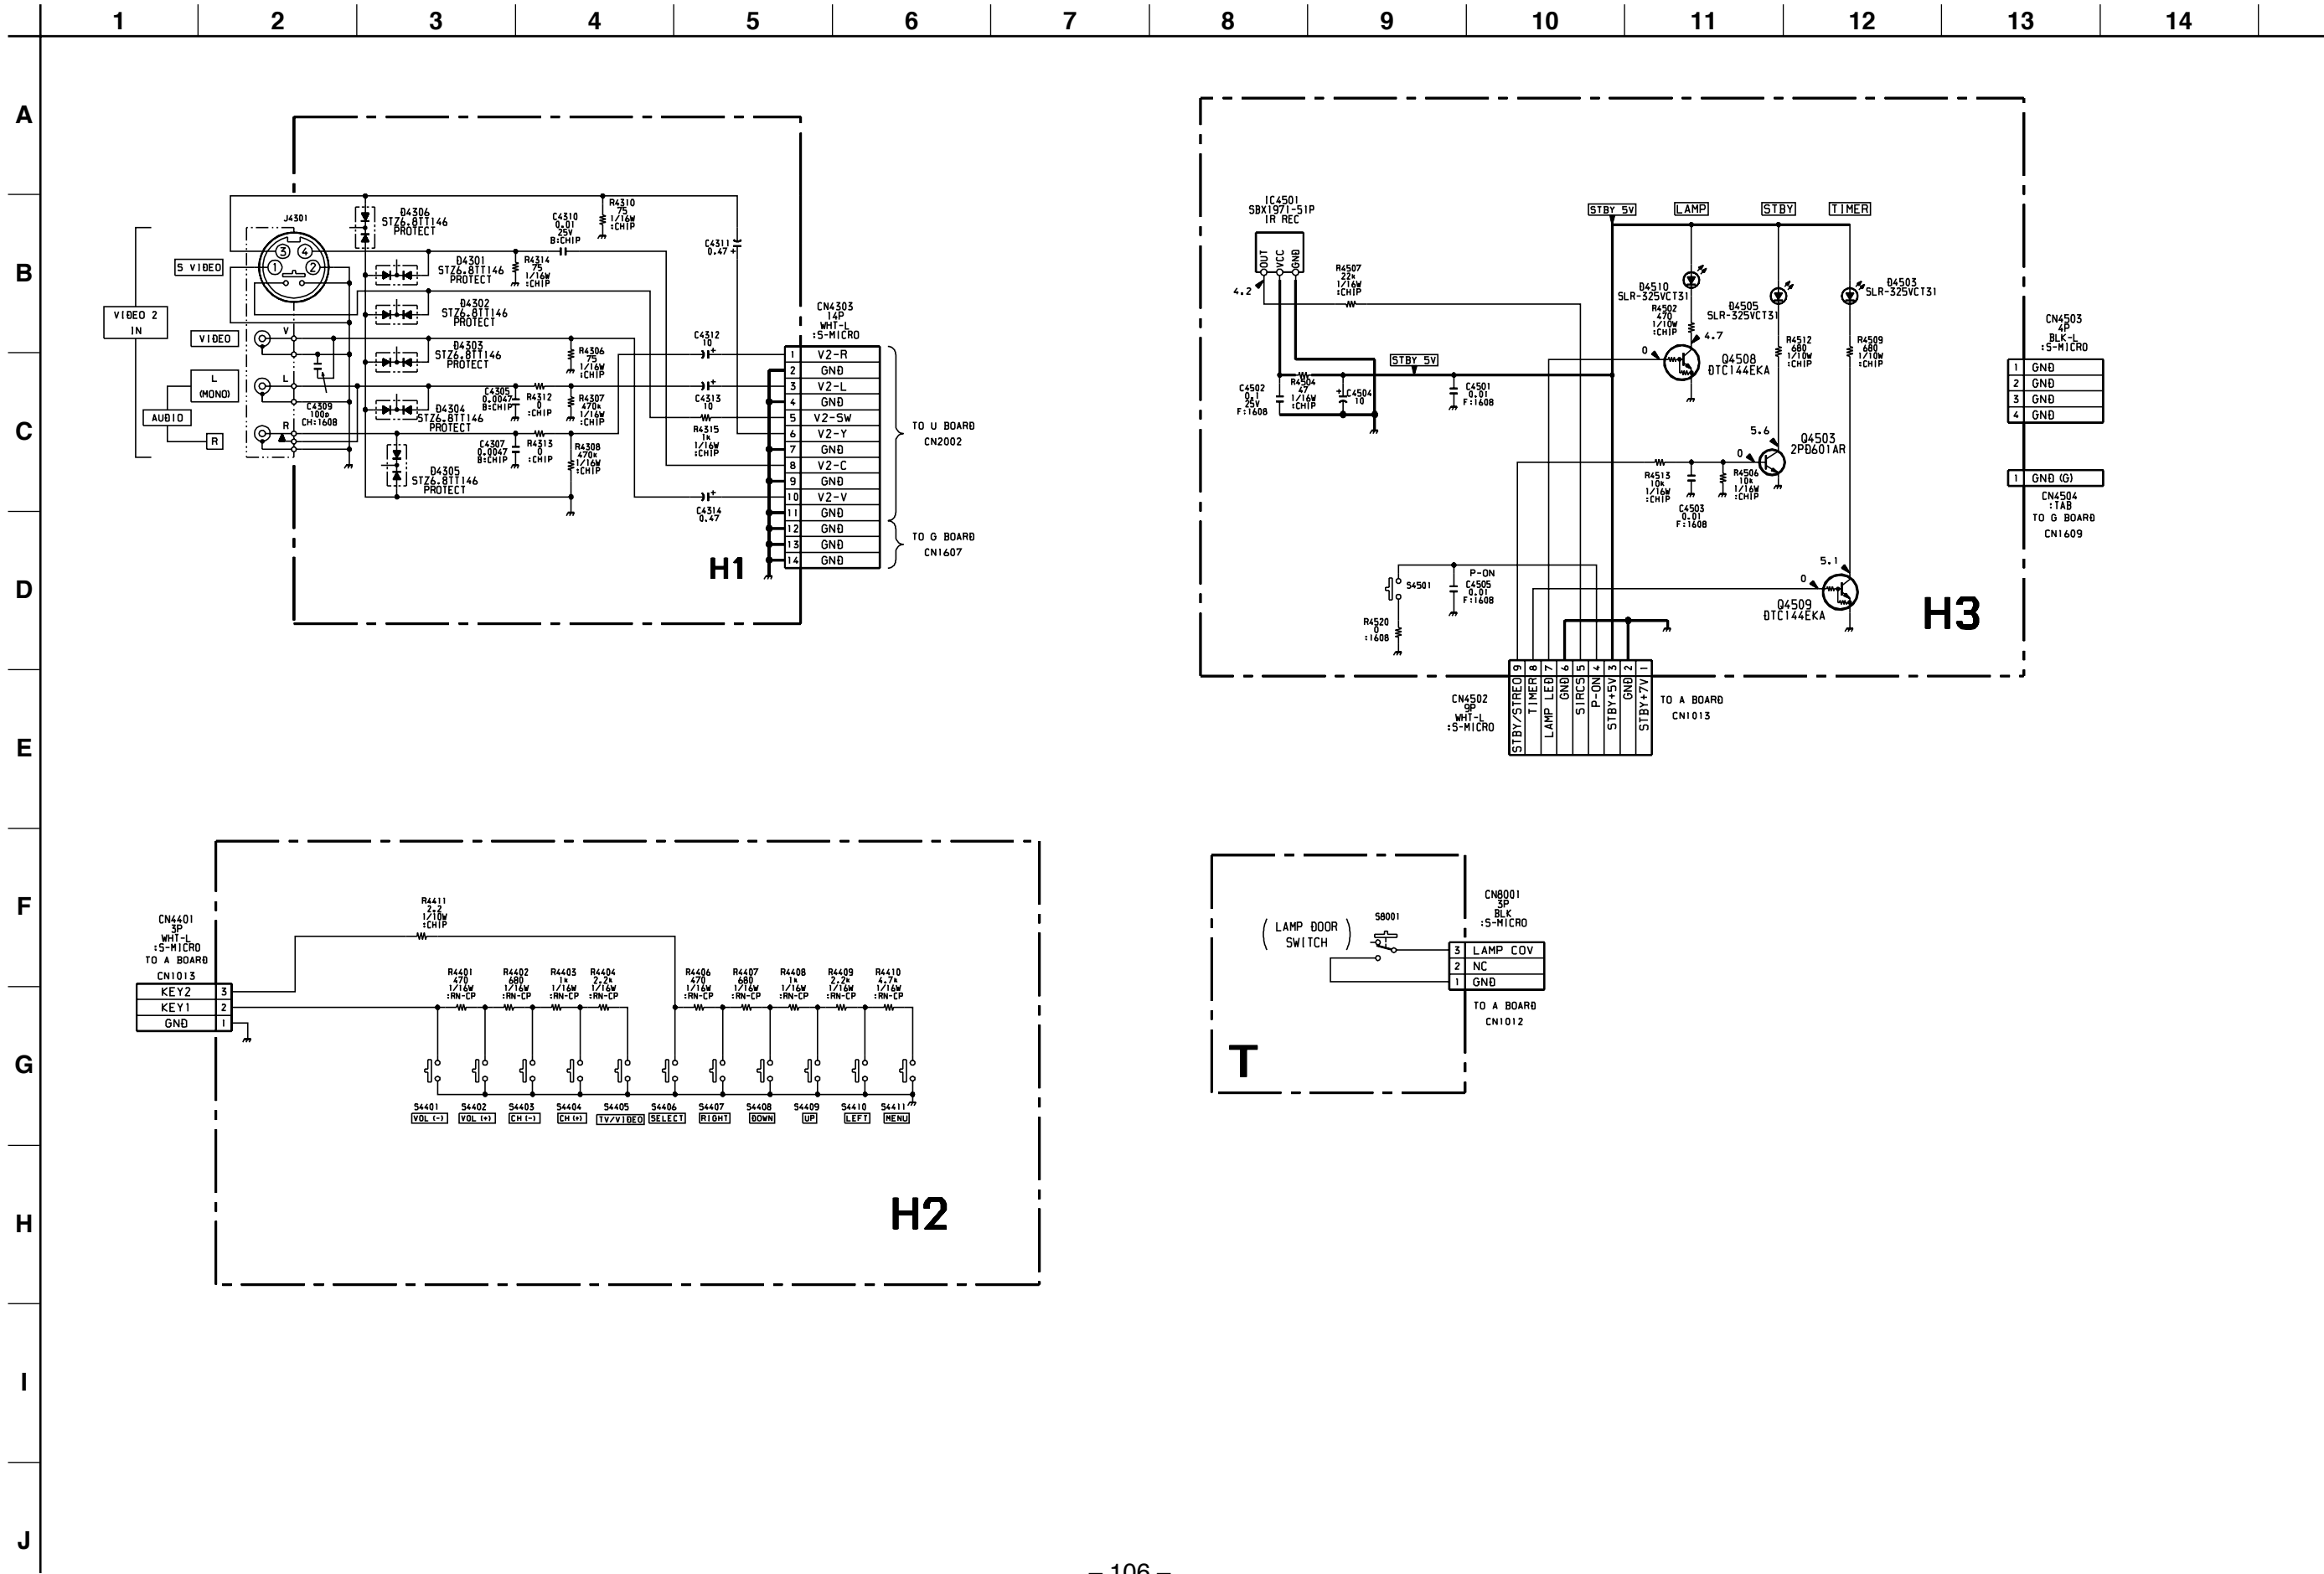 1 2 3 4 5 6 7 8 9 10 11 12 13 14
A
B
C
D
E
F
G
H
I
J
VIDEO 2
IN
S VIDEO
VIDEO
L
(MONO)
AUDIO
R
J4301
3 4
1 2
V
L
R
C4309
100p
CH:1608
D4306
STZ6.8TT146
PROTECT
D4301
STZ6.8TT146
PROTECT
D4302
STZ6.8TT146
PROTECT
D4303
STZ6.8TT146
PROTECT
D4304
STZ6.8TT146
PROTECT
D4305
STZ6.8TT146
PROTECT
C4310
0.01
25V
B:CHIP
R4310
75
1/16W
:CHIP
R4314
75
1/16W
:CHIP
C4311
0.47
+
R4306
75
1/16W
:CHIP
C4305
0.0047
B:CHIP
R4312
0
:CHIP
R4307
470k
1/16W
:CHIP
C4307
0.0047
B:CHIP
R4313
0
:CHIP
R4308
470k
1/16W
:CHIP
C4312
10
+
+
C4313
10
R4315
1k
1/16W
:CHIP
+
C4314
0.47
CN4303
14P
WHT-L
:S-MICRO
1 V2-R
2 GND
3 V2-L
4 GND
5 V2-SW
6 V2-Y
7 GND
8 V2-C
9 GND
10 V2-V
11 GND
12 GND
13 GND
14 GND
TO U BOARD
CN2002
TO G BOARD
CN1607
H1
IC4501
SBX1971-51P
IR REC
OUT
VCC
GND
4.2
R4507
22k
1/16W
:CHIP
STBY 5V
LAMP
STBY
TIMER
D4510
SLR-325VCT31
R4502
470
1/10W
:CHIP
4.7
0
Q4508
DTC144EKA
D4505
SLR-325VCT31
R4512
680
1/10W
:CHIP
D4503
SLR-325VCT31
R4509
680
1/10W
:CHIP
STBY 5V
C4502
0.1
25V
F:1608
R4504
47
1/16W
:CHIP
+
C4504
10
C4501
0.01
F:1608
5.6
0
Q4503
2PD601AR
R4513
10k
1/16W
:CHIP
C4503
0.01
F:1608
R4506
10k
1/16W
:CHIP
5.1
0
Q4509
DTC144EKA
P-ON
S4501
C4505
0.01
F:1608
R4520
0
:1608
CN4503
4P
BLK-L
:S-MICRO
1 GND
2 GND
3 GND
4 GND
1 GND (G)
CN4504
:TAB
TO G BOARD
CN1609
H3
CN4502
9P
WHT-L
:S-MICRO
9 STBY/STREO
8 TIMER
7 LAMP LED
6 GND
5 SIRCS
4 P-ON
3 STBY+5V
2 GND
1 STBY+7V
TO A BOARD
CN1013
CN4401
3P
WHT-L
:S-MICRO
TO A BOARD
CN1013
KEY2 3
KEY1 2
GND 1
R4411
2.2
1/10W
:CHIP
R4401
470
1/16W
:RN-CP
R4402
680
1/16W
:RN-CP
R4403
1k
1/16W
:RN-CP
R4404
2.2k
1/16W
:RN-CP
R4406
470
1/16W
:RN-CP
R4407
680
1/16W
:RN-CP
R4408
1k
1/16W
:RN-CP
R4409
2.2k
1/16W
:RN-CP
R4410
4.7k
1/16W
:RN-CP
S4401
VOL (-)
S4402
VOL (+)
S4403
CH (-)
S4404
CH (+)
S4405
TV/VIDEO
S4406
SELECT
S4407
RIGHT
S4408
DOWN
S4409
UP
S4410
LEFT
S4411
MENU
H2
( LAMP DOOR
SWITCH )
S8001
CN8001
3P
BLK
:S-MICRO
3 LAMP COV
2 NC
1 GND
TO A BOARD
CN1012
T
– 106 –